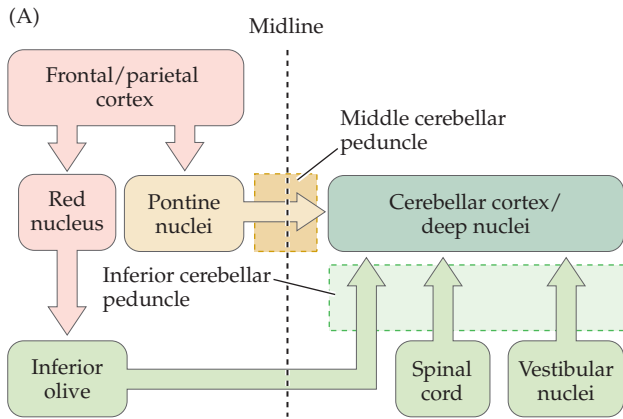 (A)
Midline
Frontal/parietal
cortex
Middle cerebellar
peduncle
Red
nucleus
Pontine
nuclei
Cerebellar cortex/
deep nuclei
Inferior cerebellar
peduncle
Inferior
olive
Spinal
cord
Vestibular
nuclei